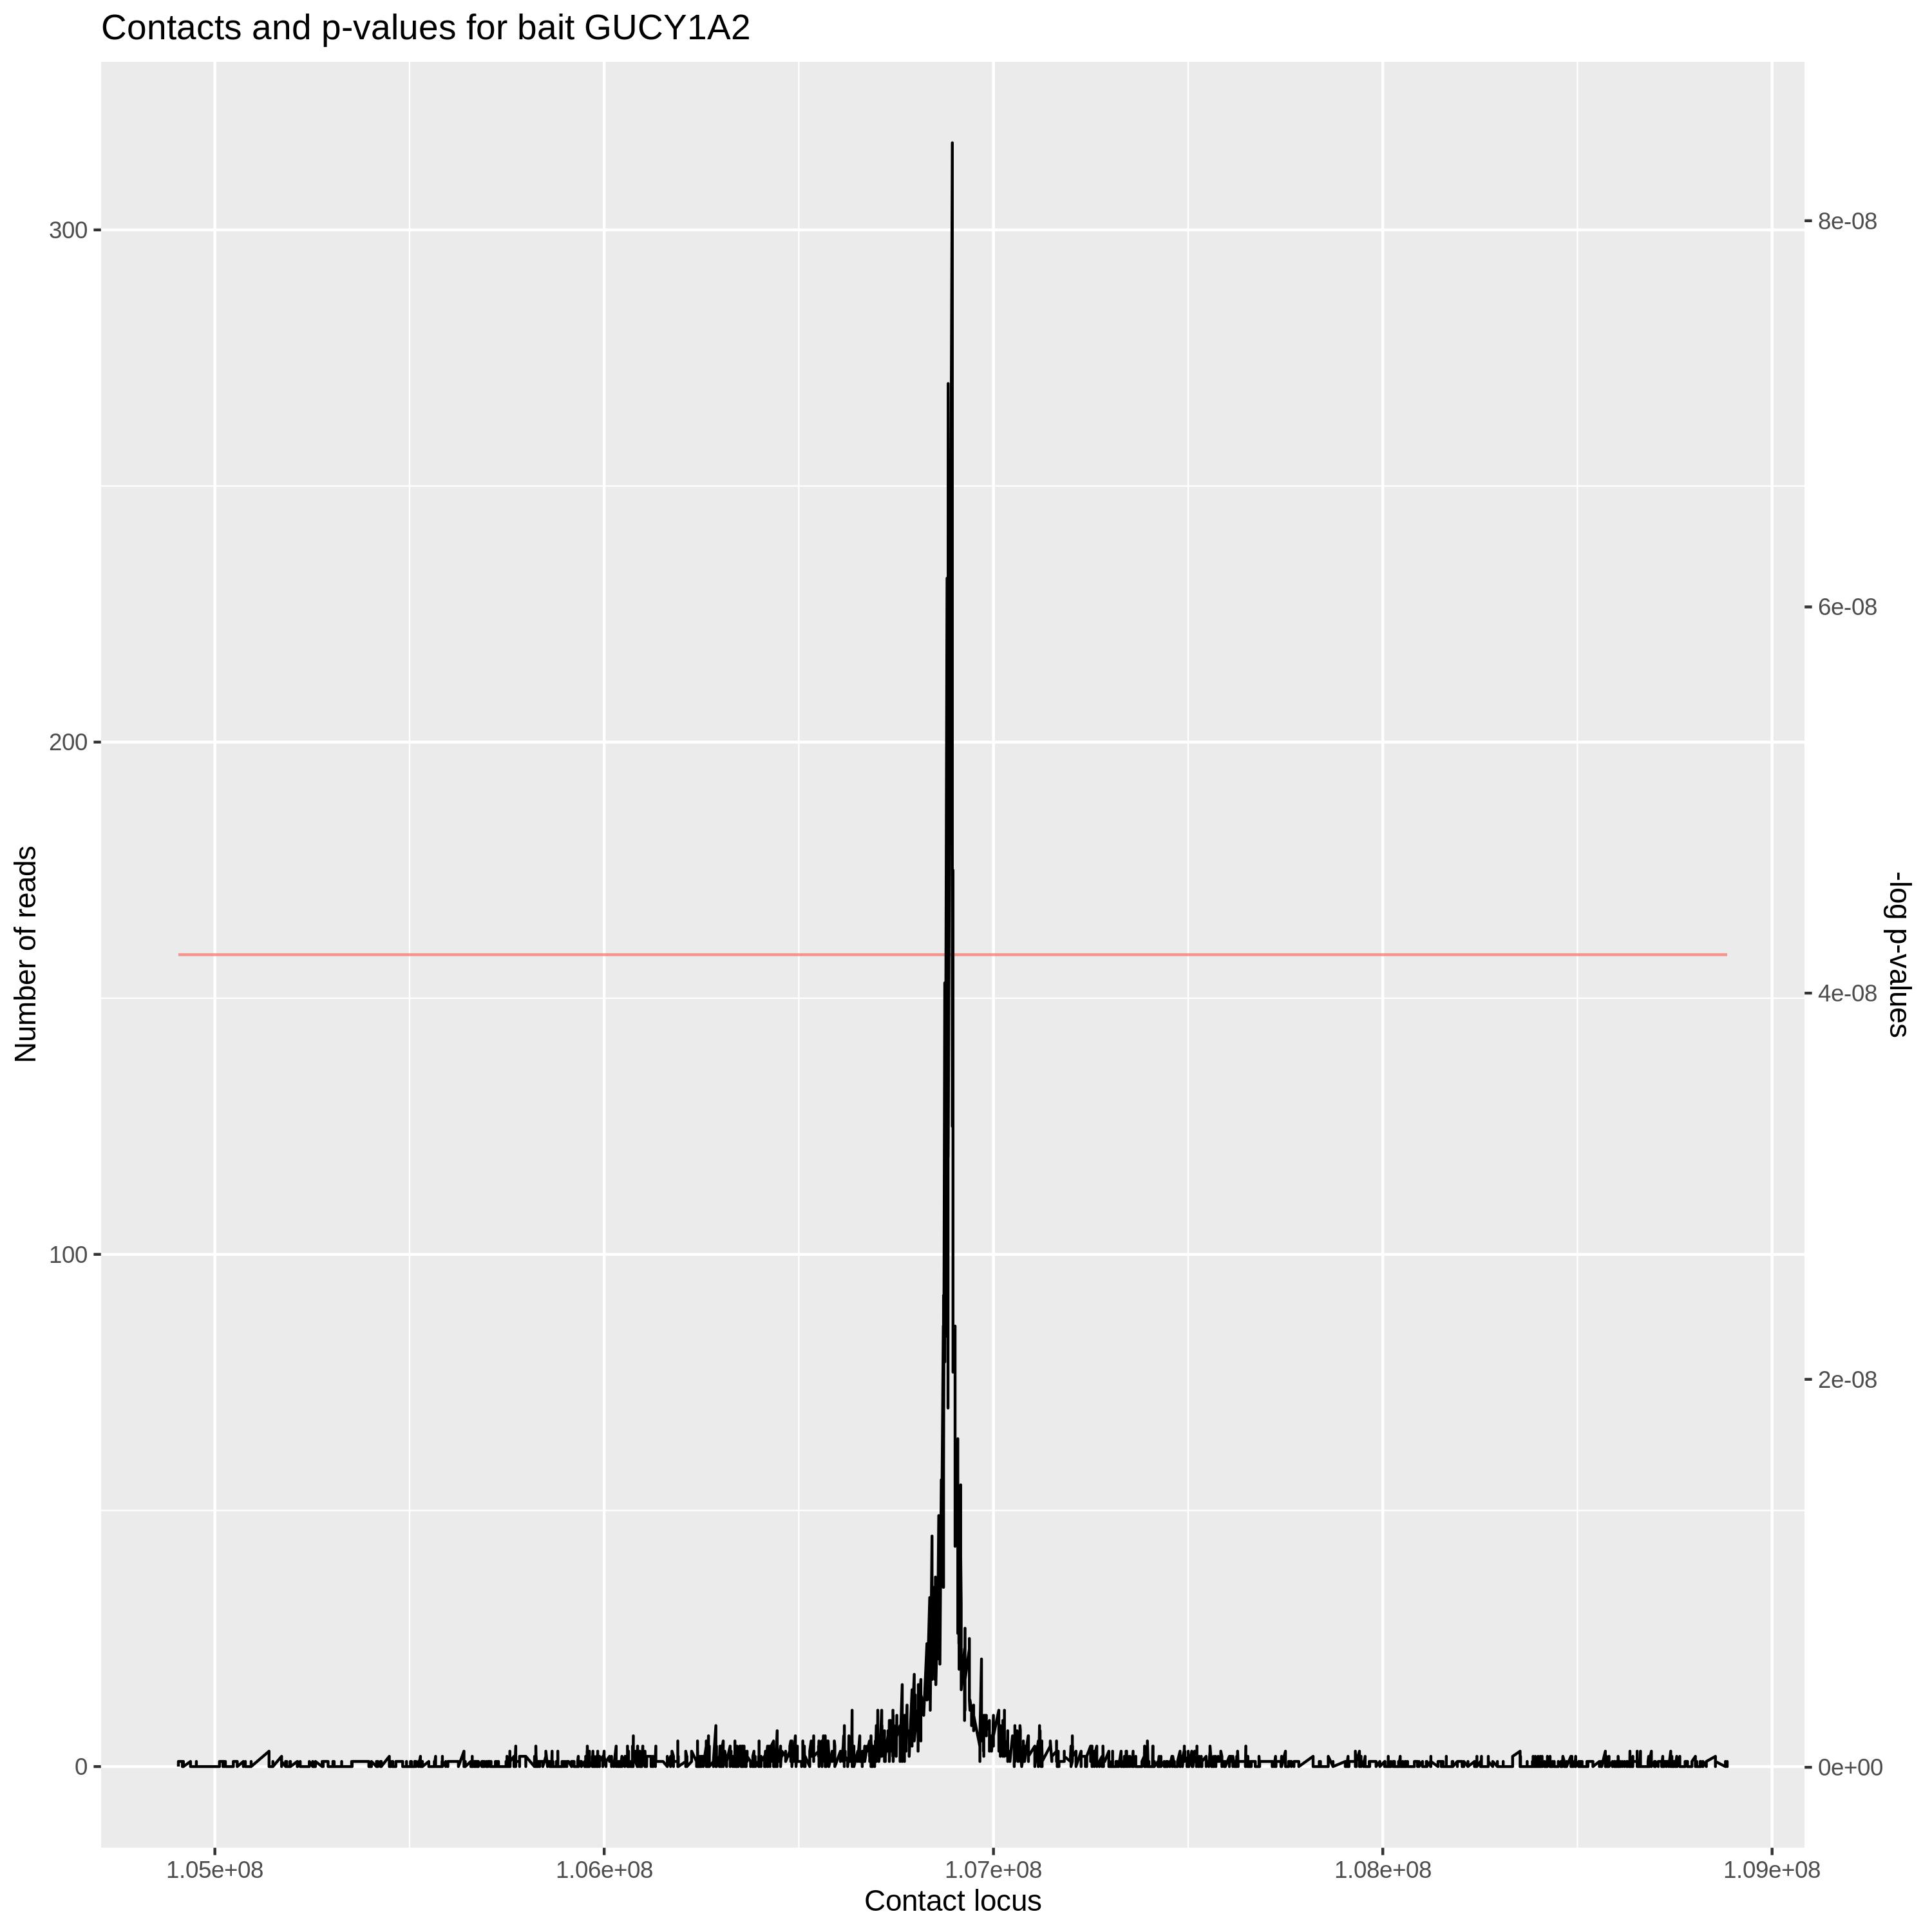 Contacts and p-values for bait GUCY1A2
Number of reads
300
200
100
0
8e-08
6e-08
4e-08
2e-08
0e+00
-log p-values
1.05e+08 1.06e+08 1.07e+08 1.08e+08 1.09e+08
Contact locus